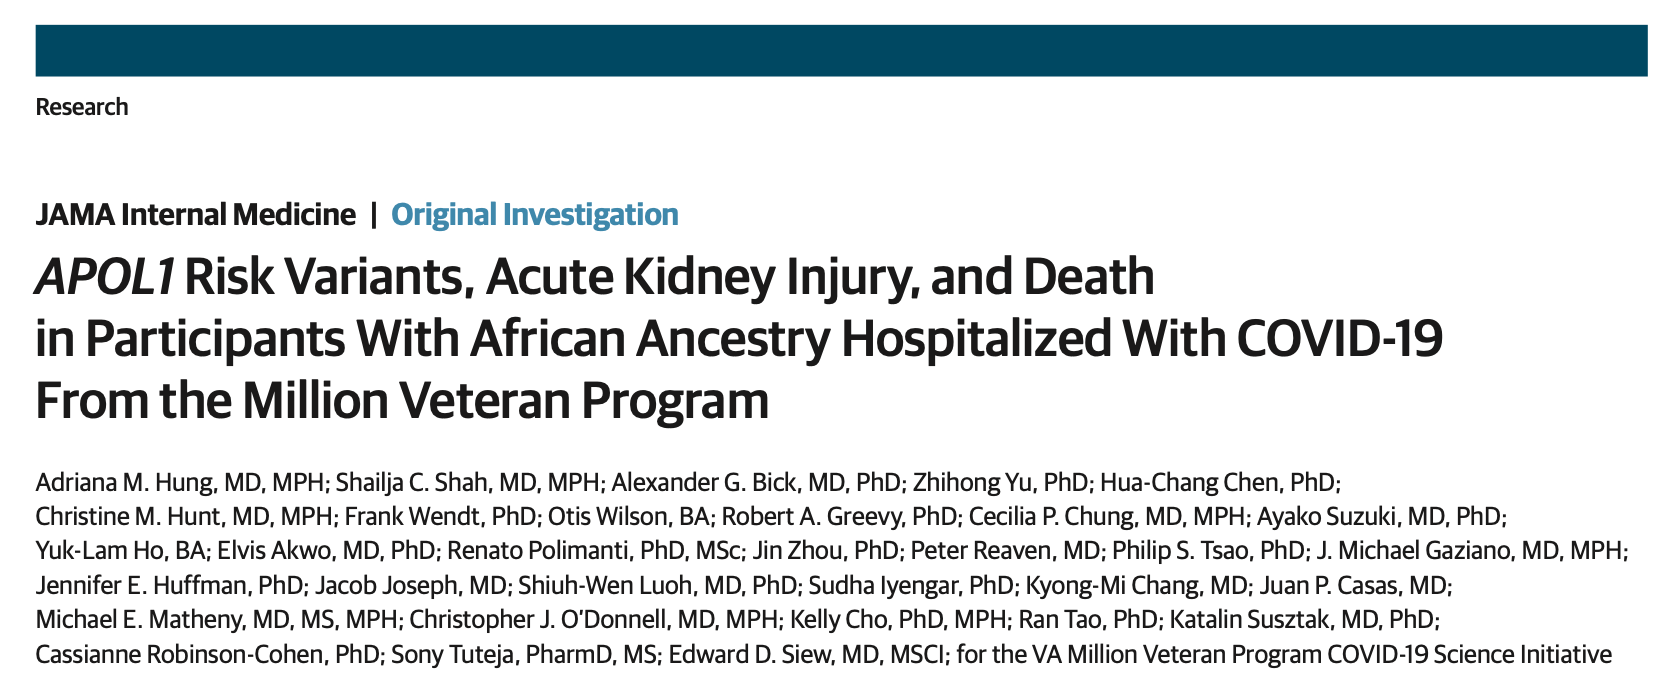 Research
JAMA Internal Medicine | Original Investigation
APOL1 Risk Variants, Acute Kidney Injury, and Death
in Participants With African Ancestry Hospitalized With COVID-19
From the Million Veteran Program
Adriana M. Hung, MD, MPH; Shailja C. Shah, MD, MPH; Alexander G. Bick, MD, PhD; Zhihong Yu, PhD; Hua-Chang Chen, PhD;
Christine M. Hunt, MD, MPH; Frank Wendt, PhD; Otis Wilson, BA; Robert A. Greevy, PhD; Cecilia P. Chung, MD, MPH; Ayako Suzuki, MD, PhD;
Yuk-Lam Ho, BA; Elvis Akwo, MD, PhD; Renato Polimanti, PhD, MSc; Jin Zhou, PhD; Peter Reaven, MD; Philip S. Tsao, PhD; J. Michael Gaziano, MD, MPH;
Jennifer E. Huffman, PhD; Jacob Joseph, MD; Shiuh-Wen Luoh, MD, PhD; Sudha Iyengar, PhD; Kyong-Mi Chang, MD; Juan P. Casas, MD;
Michael E. Matheny, MD, MS, MPH; Christopher J. O’Donnell, MD, MPH; Kelly Cho, PhD, MPH; Ran Tao, PhD; Katalin Susztak, MD, PhD;
Cassianne Robinson-Cohen, PhD; Sony Tuteja, PharmD, MS; Edward D. Siew, MD, MSCI; for the VA Million Veteran Program COVID-19 Science Initiative